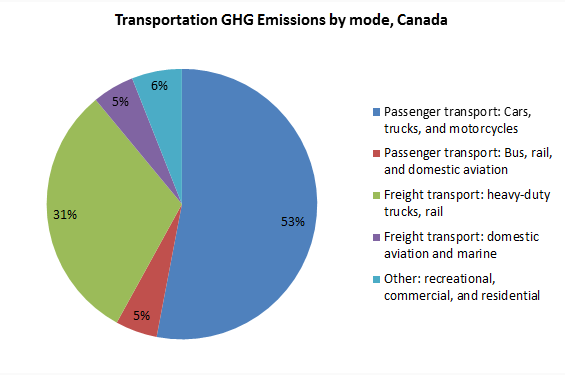 Transportation GHG Emissions by mode, Canada
6%
5%
31%
53%
5%
Passenger transport: Cars,
trucks, and motorcycles
Passenger transport: Bus, rail,
and domestic aviation
Freight transport: heavy-duty
trucks, rail
Freight transport: domestic
aviation and marine
Other: recreational,
commercial, and residential